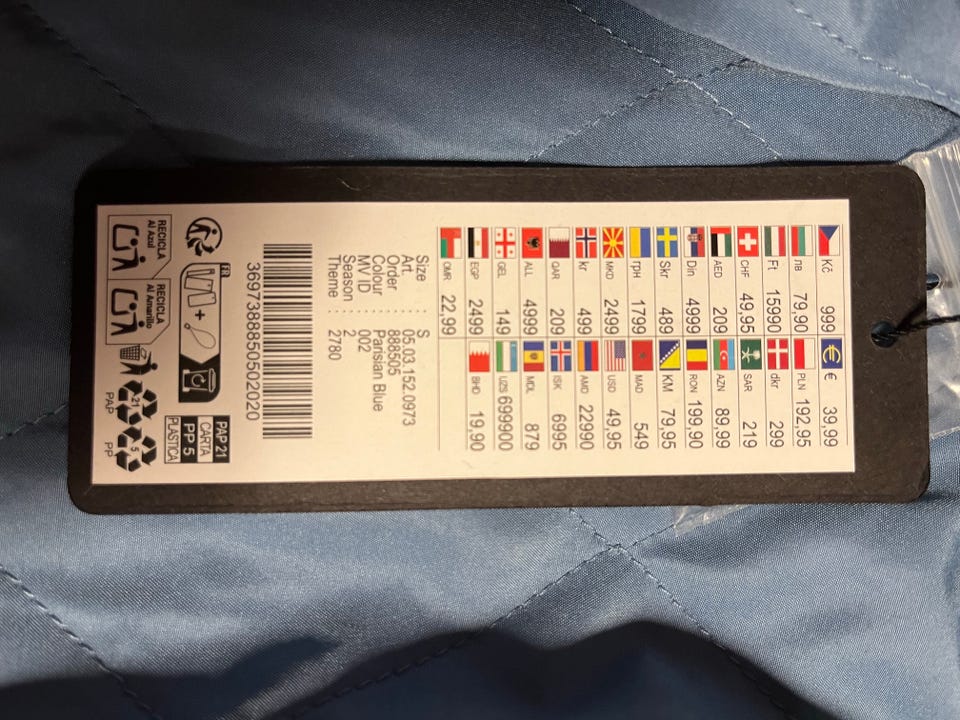 Kč 999 € 39,99
лв 79,90 PLN 192,95
Ft 15990 dkr 299
CHF 49,95 SAR 219
AED 209 AZN 89,99
Din 4999 RON 199,90
Skr 489 KM 79,95
грн 1799 MAD 549
MKD 2499 USD 49,95
kr 499 AMD 22990
QAR 209 ISK 6995
ALL 4999 MDL 879
GEL 149 UZS 699900
EGP 2499 BHD 19,90
OMR 22,99
Size : S
Art. : 05.03.152.0973
Order : 888505
Colour : Parisian Blue
MV ID : 002
Season : 2
Theme : 2780
3697388850502020
FR
+
PAP 21
CARTA
PP 5
PLASTICA
RECICLA
Al Azul
RECICLA
Al Amarillo
21
PAP
5
PP